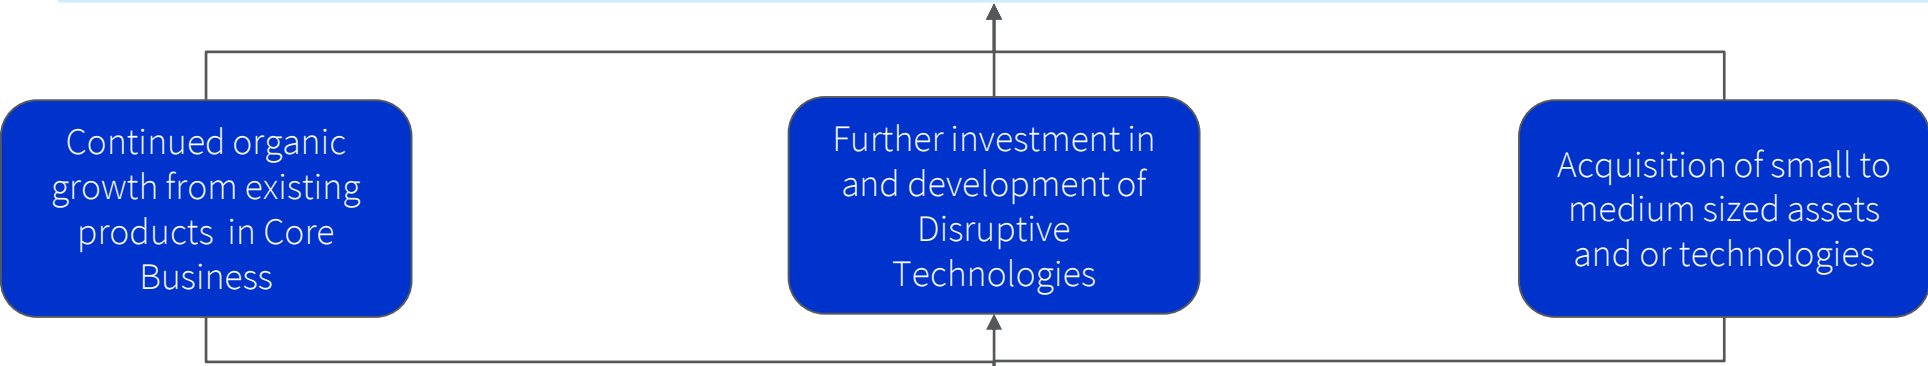 Continued organic
growth from existing
products in Core
Business
Further investment in
and development of
Disruptive
Technologies
Acquisition of small to
medium sized assets
and or technologies